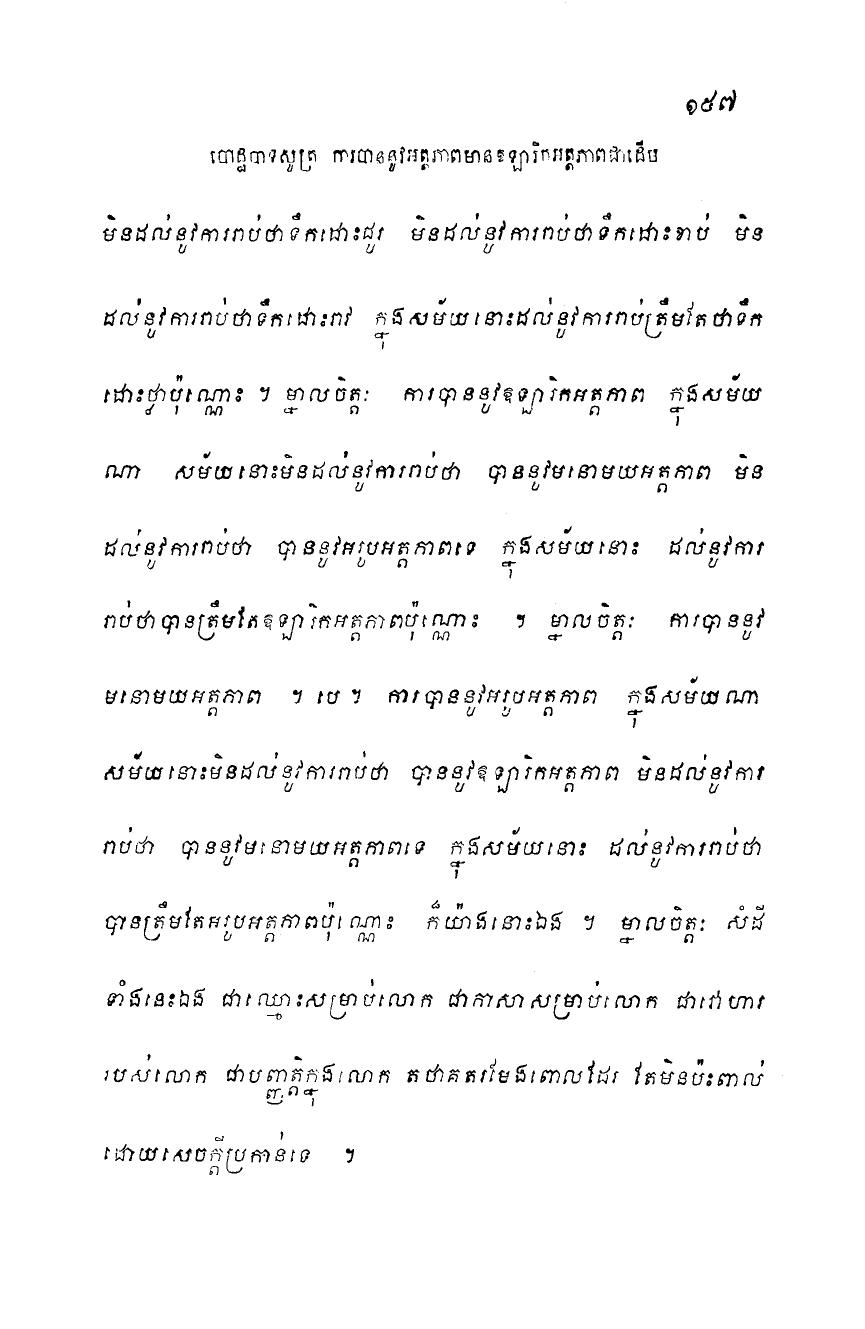 ១៥៧
បោដ្ឋបាទសូត្រ ការបាននូវអត្តភាពមានឱឡារិកអត្តភាពជាដើម
មិនដល់នូវការរាប់ថាទឹកដោះជូរ មិនដល់នូវការរាប់ថាទឹកដោះខាប់ មិន
ដល់នូវការរាប់ថាទឹកដោះរាវ ក្នុងសម័យនោះដល់នូវការរាប់ត្រឹមតែថាទឹក
ដោះថ្លាប៉ុណ្ណោះ ។ ម្នាលចិត្តៈ ការបាននូវឱឡារិកអត្តភាព ក្នុងសម័យ
ណា សម័យនោះមិនដល់នូវការរាប់ថា បាននូវមនោមយអត្តភាព មិន
ដល់នូវការរាប់ថា បាននូវអរូបអត្តភាពទេ ក្នុងសម័យនោះ ដល់នូវការ
រាប់ថាបានត្រឹមតែឱឡារិកអត្តភាពប៉ុណ្ណោះ ។ ម្នាលចិត្តៈ ការបាននូវ
មនោមយអត្តភាព ។ បេ ។ ការបាននូវអរូបអត្តភាព ក្នុងសម័យណា
សម័យនោះមិនដល់នូវការរាប់ថា បាននូវឱឡារិកអត្តភាព មិនដល់នូវការ
រាប់ថា បាននូវមនោមយអត្តភាពទេ ក្នុងសម័យនោះ ដល់នូវការរាប់ថា
បានត្រឹមតែអរូបអត្តភាពប៉ុណ្ណោះ ក៏យ៉ាងនោះឯង ។ ម្នាលចិត្តៈ សំដី
ទាំងនេះឯង ជាឈ្មោះសម្រាប់លោក ជាភាសាសម្រាប់លោក ជាវោហារ
របស់លោក ជាបញ្ញត្តិក្នុងលោក តថាគតរមែងពោលដែរ តែមិនប៉ះពាល់
ដោយសេចក្តីប្រកាន់ទេ ។